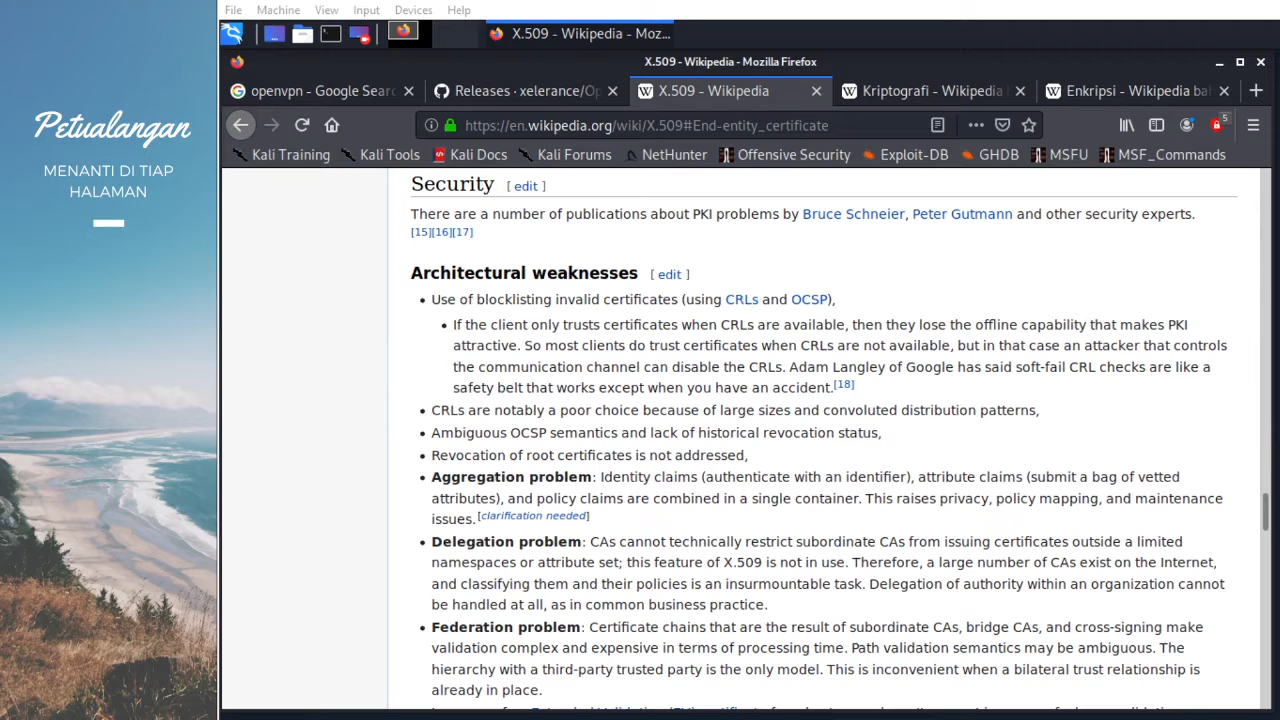 Petualangan
MENANTI DI TIAP
HALAMAN
File Machine View Input Devices Help
X.509 - Wikipedia - Moz...
X.509 - Wikipedia - Mozilla Firefox
openvpn - Google Searc
Releases · xelerance/Op
X.509 - Wikipedia
Kriptografi - Wikipedia
Enkripsi - Wikipedia bah
https://en.wikipedia.org/wiki/X.509#End-entity_certificate
5
Kali Training Kali Tools Kali Docs Kali Forums NetHunter Offensive Security Exploit-DB GHDB MSFU MSF_Commands
Security [ edit ]
There are a number of publications about PKI problems by Bruce Schneier, Peter Gutmann and other security experts.
[15][16][17]
Architectural weaknesses [ edit ]
• Use of blocklisting invalid certificates (using CRLs and OCSP),
• If the client only trusts certificates when CRLs are available, then they lose the offline capability that makes PKI
attractive. So most clients do trust certificates when CRLs are not available, but in that case an attacker that controls
the communication channel can disable the CRLs. Adam Langley of Google has said soft-fail CRL checks are like a
safety belt that works except when you have an accident.[18]
• CRLs are notably a poor choice because of large sizes and convoluted distribution patterns,
• Ambiguous OCSP semantics and lack of historical revocation status,
• Revocation of root certificates is not addressed,
• Aggregation problem: Identity claims (authenticate with an identifier), attribute claims (submit a bag of vetted
attributes), and policy claims are combined in a single container. This raises privacy, policy mapping, and maintenance
issues.[clarification needed]
• Delegation problem: CAs cannot technically restrict subordinate CAs from issuing certificates outside a limited
namespaces or attribute set; this feature of X.509 is not in use. Therefore, a large number of CAs exist on the Internet,
and classifying them and their policies is an insurmountable task. Delegation of authority within an organization cannot
be handled at all, as in common business practice.
• Federation problem: Certificate chains that are the result of subordinate CAs, bridge CAs, and cross-signing make
validation complex and expensive in terms of processing time. Path validation semantics may be ambiguous. The
hierarchy with a third-party trusted party is the only model. This is inconvenient when a bilateral trust relationship is
already in place.